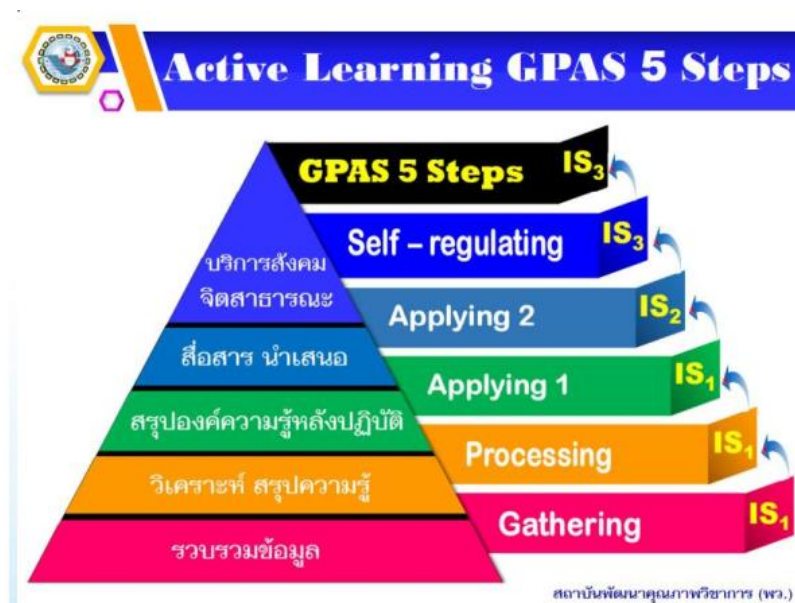 Active Learning GPAS 5 Steps
GPAS 5 Steps IS3
Self – regulating IS3
บริการสังคม
จิตสาธารณะ
Applying 2 IS2
สื่อสาร นำเสนอ
Applying 1 IS1
สรุปองค์ความรู้หลังปฏิบัติ
Processing IS1
วิเคราะห์ สรุปความรู้
Gathering IS1
รวบรวมข้อมูล
สถาบันพัฒนาคุณภาพวิชาการ (พว.)